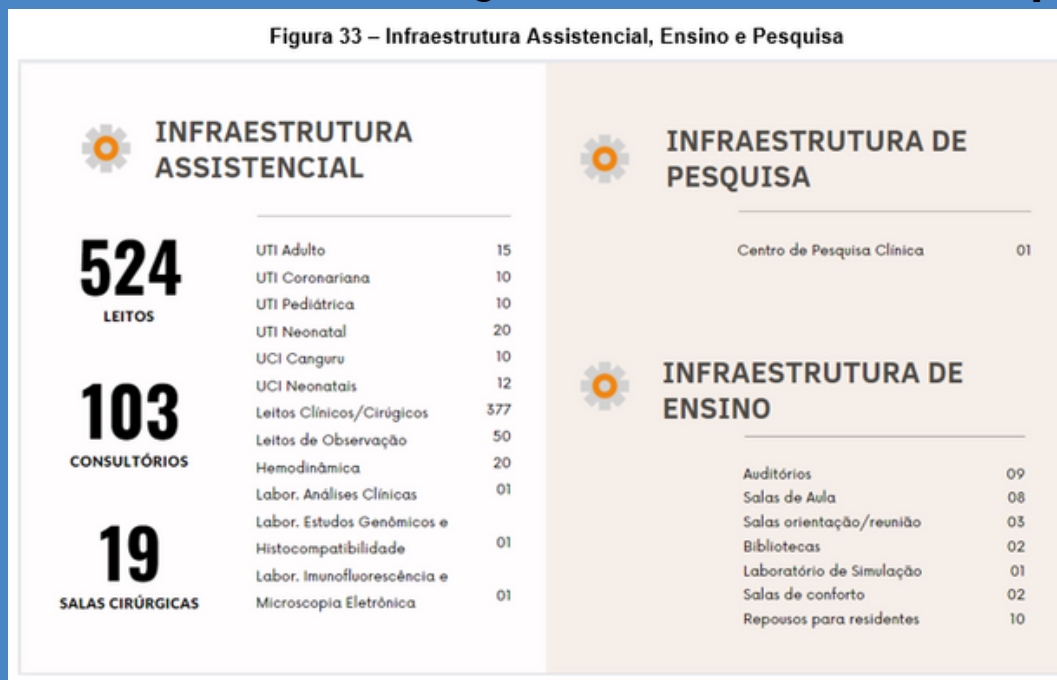 Figura 33 – Infraestrutura Assistencial, Ensino e Pesquisa
INFRAESTRUTURA
ASSISTENCIAL
524
LEITOS
103
CONSULTÓRIOS
19
SALAS CIRÚRGICAS
UTI Adulto 15
UTI Coronariana 10
UTI Pediátrica 10
UTI Neonatal 20
UCI Canguru 10
UCI Neonatais 12
Leitos Clínicos/Cirúgicos 377
Leitos de Observação 50
Hemodinâmica 20
Labor. Análises Clínicas 01
Labor. Estudos Genômicos e
Histocompatibilidade 01
Labor. Imunofluorescência e
Microscopia Eletrônica 01
INFRAESTRUTURA DE
PESQUISA
Centro de Pesquisa Clínica 01
INFRAESTRUTURA DE
ENSINO
Auditórios 09
Salas de Aula 08
Salas orientação/reunião 03
Bibliotecas 02
Laboratório de Simulação 01
Salas de conforto 02
Repousos para residentes 10